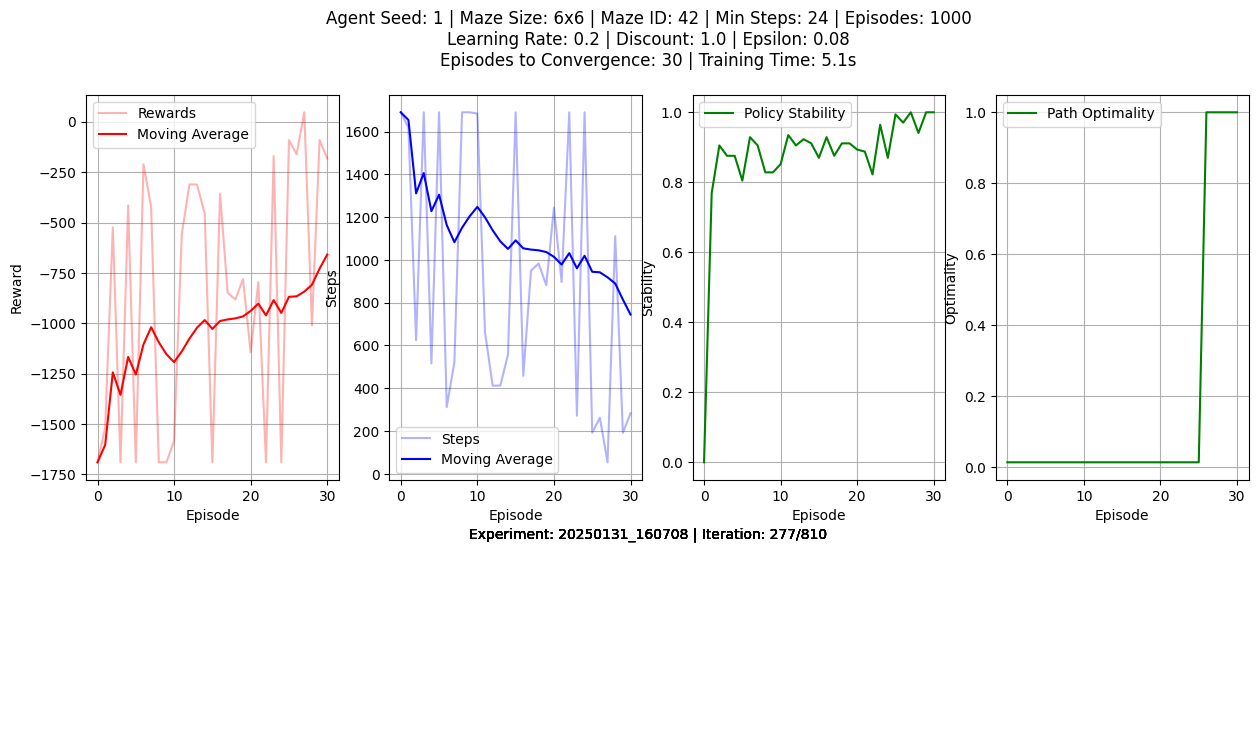 Agent Seed: 1 | Maze Size: 6x6 | Maze ID: 42 | Min Steps: 24 | Episodes: 1000
Learning Rate: 0.2 | Discount: 1.0 | Epsilon: 0.08
Episodes to Convergence: 30 | Training Time: 5.1s
Reward
0
−250
−500
−750
−1000
−1250
−1500
−1750
Rewards
Moving Average
0
10
20
30
Episode
Steps
1600
1400
1200
1000
800
600
400
200
0
Steps
Moving Average
0
10
20
30
Episode
Stability
1.0
0.8
0.6
0.4
0.2
0.0
Policy Stability
0
10
20
30
Episode
Optimality
1.0
0.8
0.6
0.4
0.2
0.0
Path Optimality
0
10
20
30
Episode
Experiment: 20250131_160708 | Iteration: 277/810